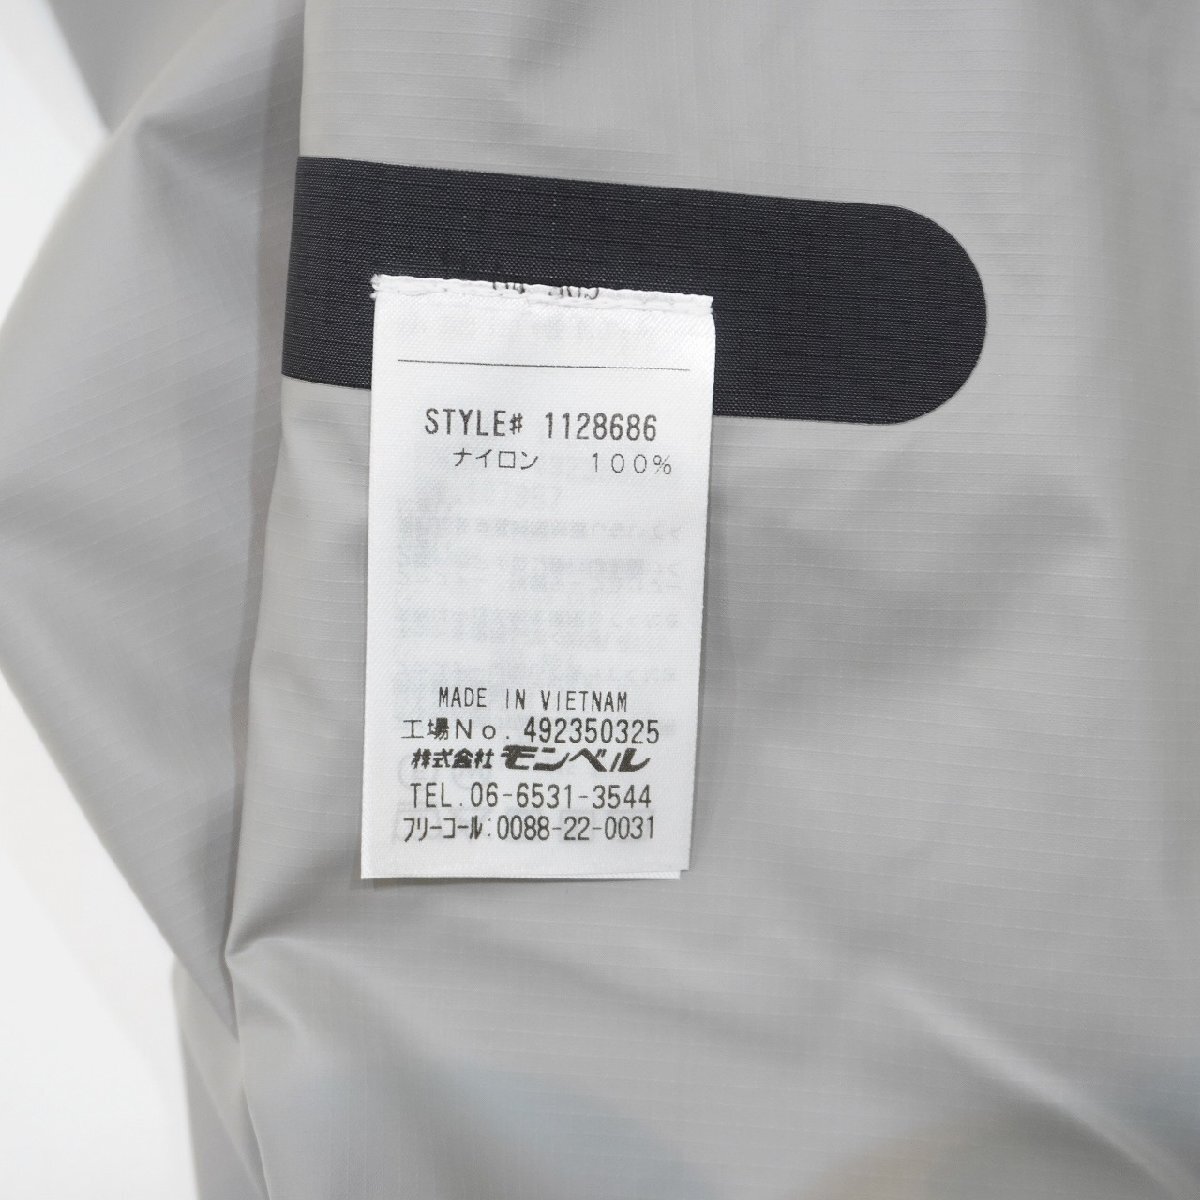 STYLE# 1128686
ナイロン 100%
MADE IN VIETNAM
工場No. 492350325
株式会社 モンベル
TEL. 06-6531-3544
フリーコール:0088-22-0031